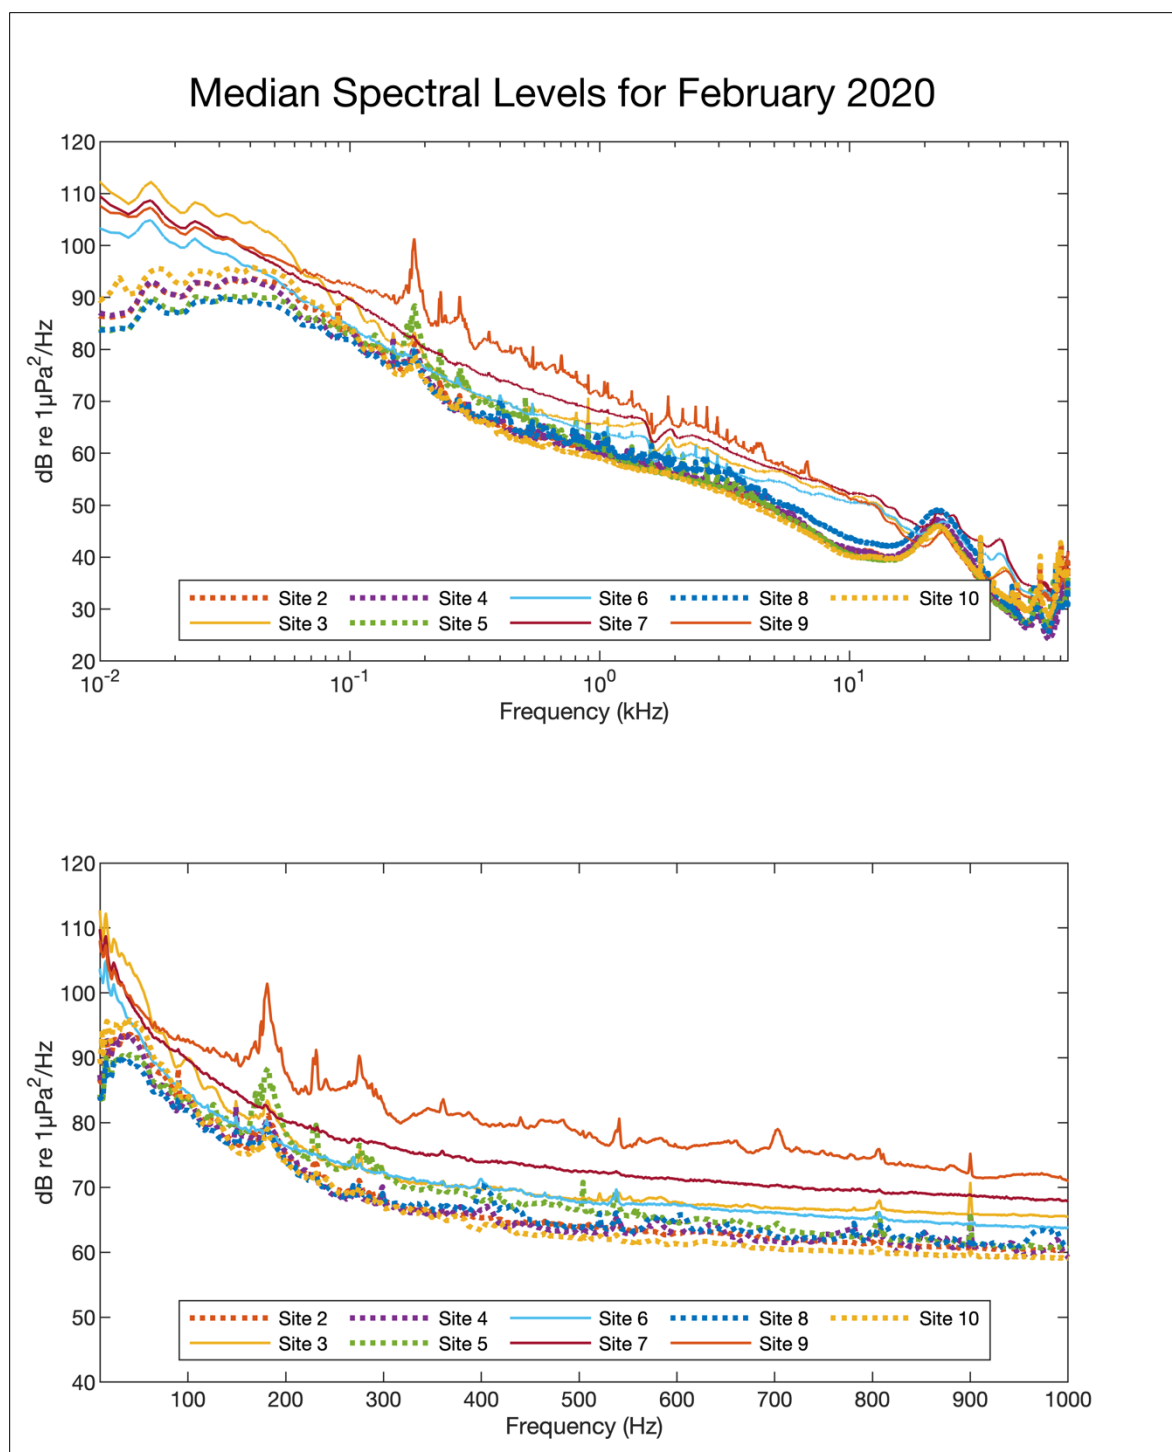 Median Spectral Levels for February 2020
120
110
100
90
80
70
60
50
40
30
20
dB re 1µPa²/Hz
Site 2 Site 4 Site 6 Site 8 Site 10
Site 3 Site 5 Site 7 Site 9
10⁻² 10⁻¹ 10⁰ 10¹
Frequency (kHz)
120
110
100
90
80
70
60
50
40
dB re 1µPa²/Hz
Site 2 Site 4 Site 6 Site 8 Site 10
Site 3 Site 5 Site 7 Site 9
100 200 300 400 500 600 700 800 900 1000
Frequency (Hz)